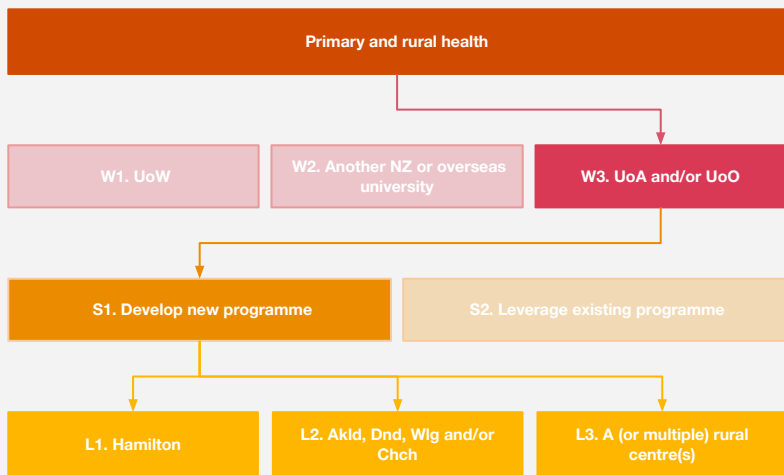 Primary and rural health
W1. UoW
W2. Another NZ or overseas
university
W3. UoA and/or UoO
S1. Develop new programme
S2. Leverage existing programme
L1. Hamilton
L2. Akld, Dnd, Wlg and/or
Chch
L3. A (or multiple) rural
centre(s)